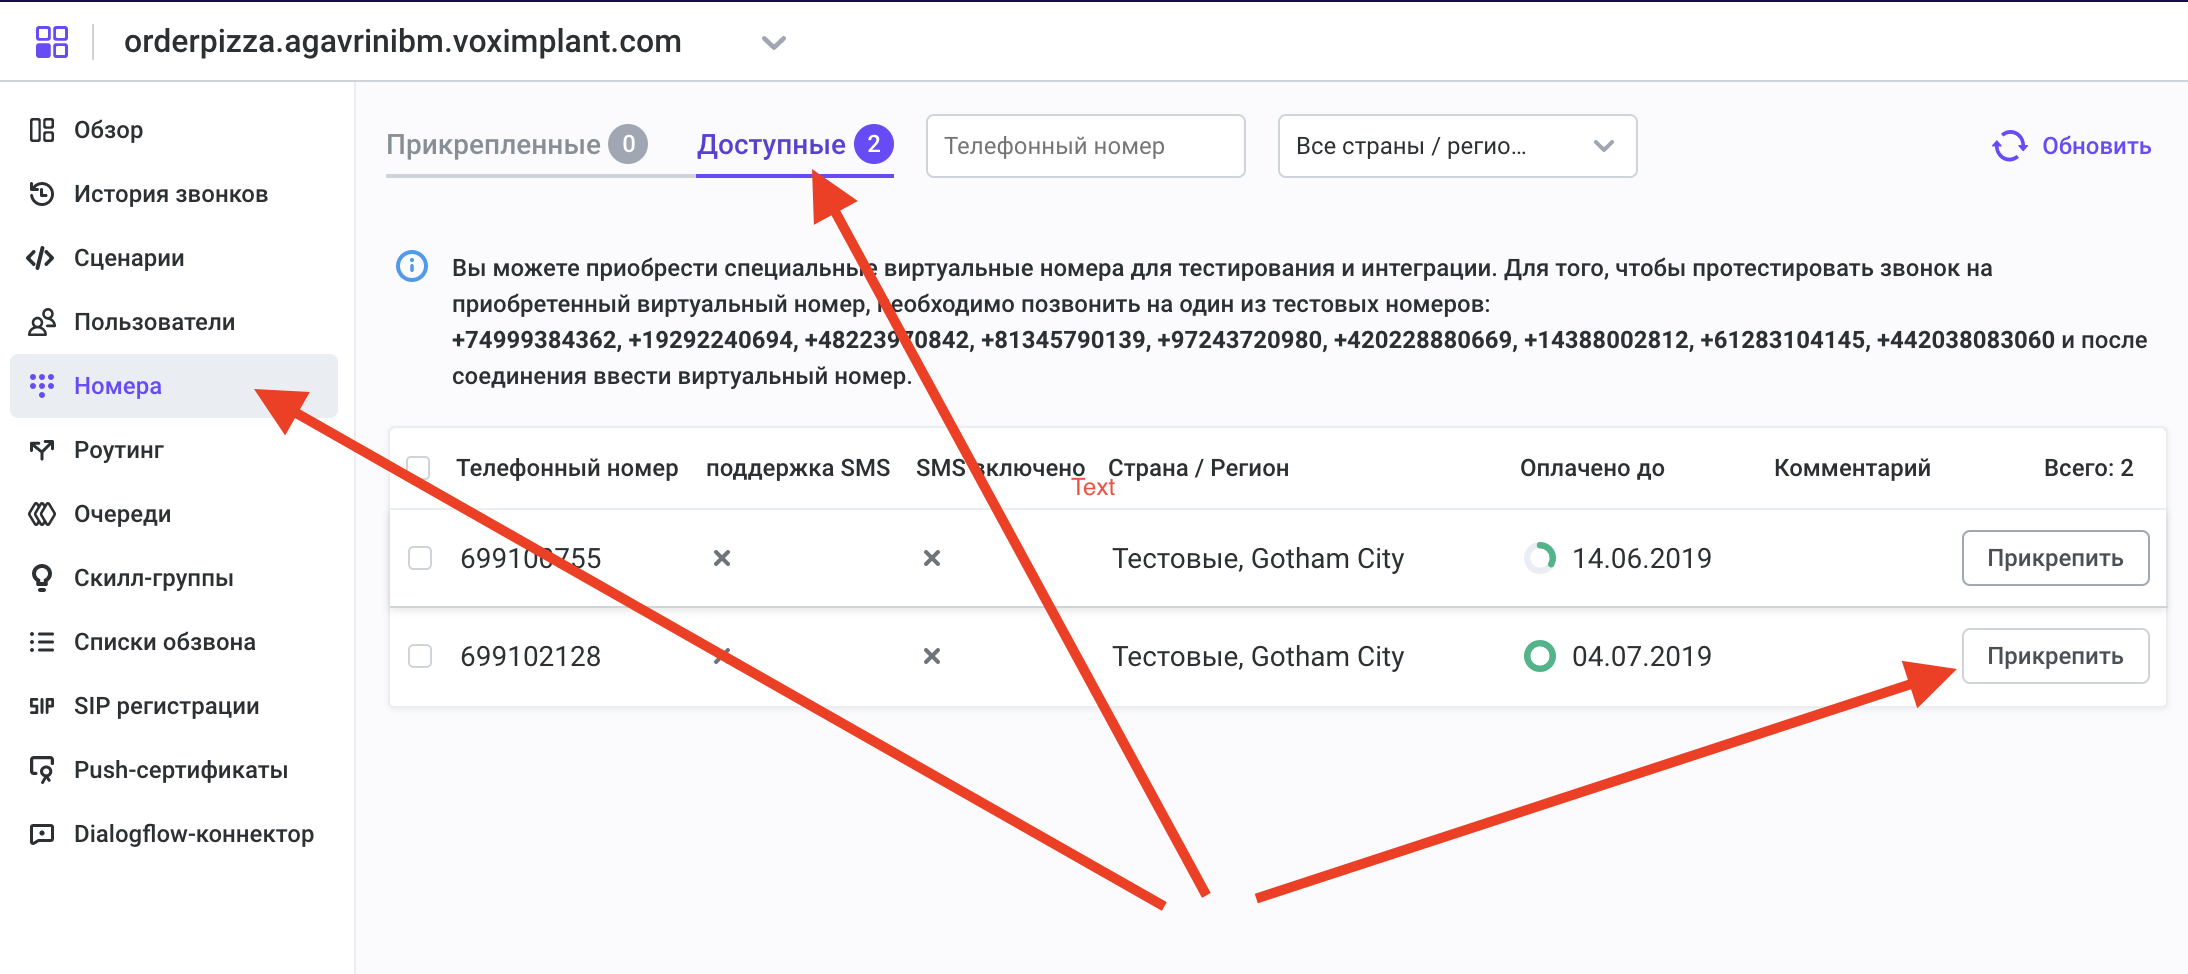 orderpizza.agavrinibm.voximplant.com
Обзор
История звонков
Сценарии
Пользователи
Номера
Роутинг
Очереди
Скилл-группы
Списки обзвона
SIP SIP регистрации
Push-сертификаты
Dialogflow-коннектор
Прикрепленные 0 Доступные 2 Телефонный номер Все страны / регио... Обновить
Вы можете приобрести специальные виртуальные номера для тестирования и интеграции. Для того, чтобы протестировать звонок на
приобретенный виртуальный номер, необходимо позвонить на один из тестовых номеров:
+74999384362, +19292240694, +48223970842, +81345790139, +97243720980, +420228880669, +14388002812, +61283104145, +442038083060 и после
соединения ввести виртуальный номер.
Телефонный номер поддержка SMS SMS включено Страна / Регион Оплачено до Комментарий Всего: 2
Text
699100755 Тестовые, Gotham City 14.06.2019 Прикрепить
699102128 Тестовые, Gotham City 04.07.2019 Прикрепить